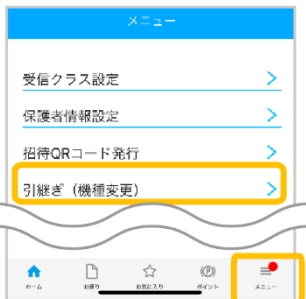 メニュー
受信クラス設定
保護者情報設定
招待QRコード発行
引継ぎ（機種変更）
ホーム
お便り
お気に入り
ポイント
メニュー